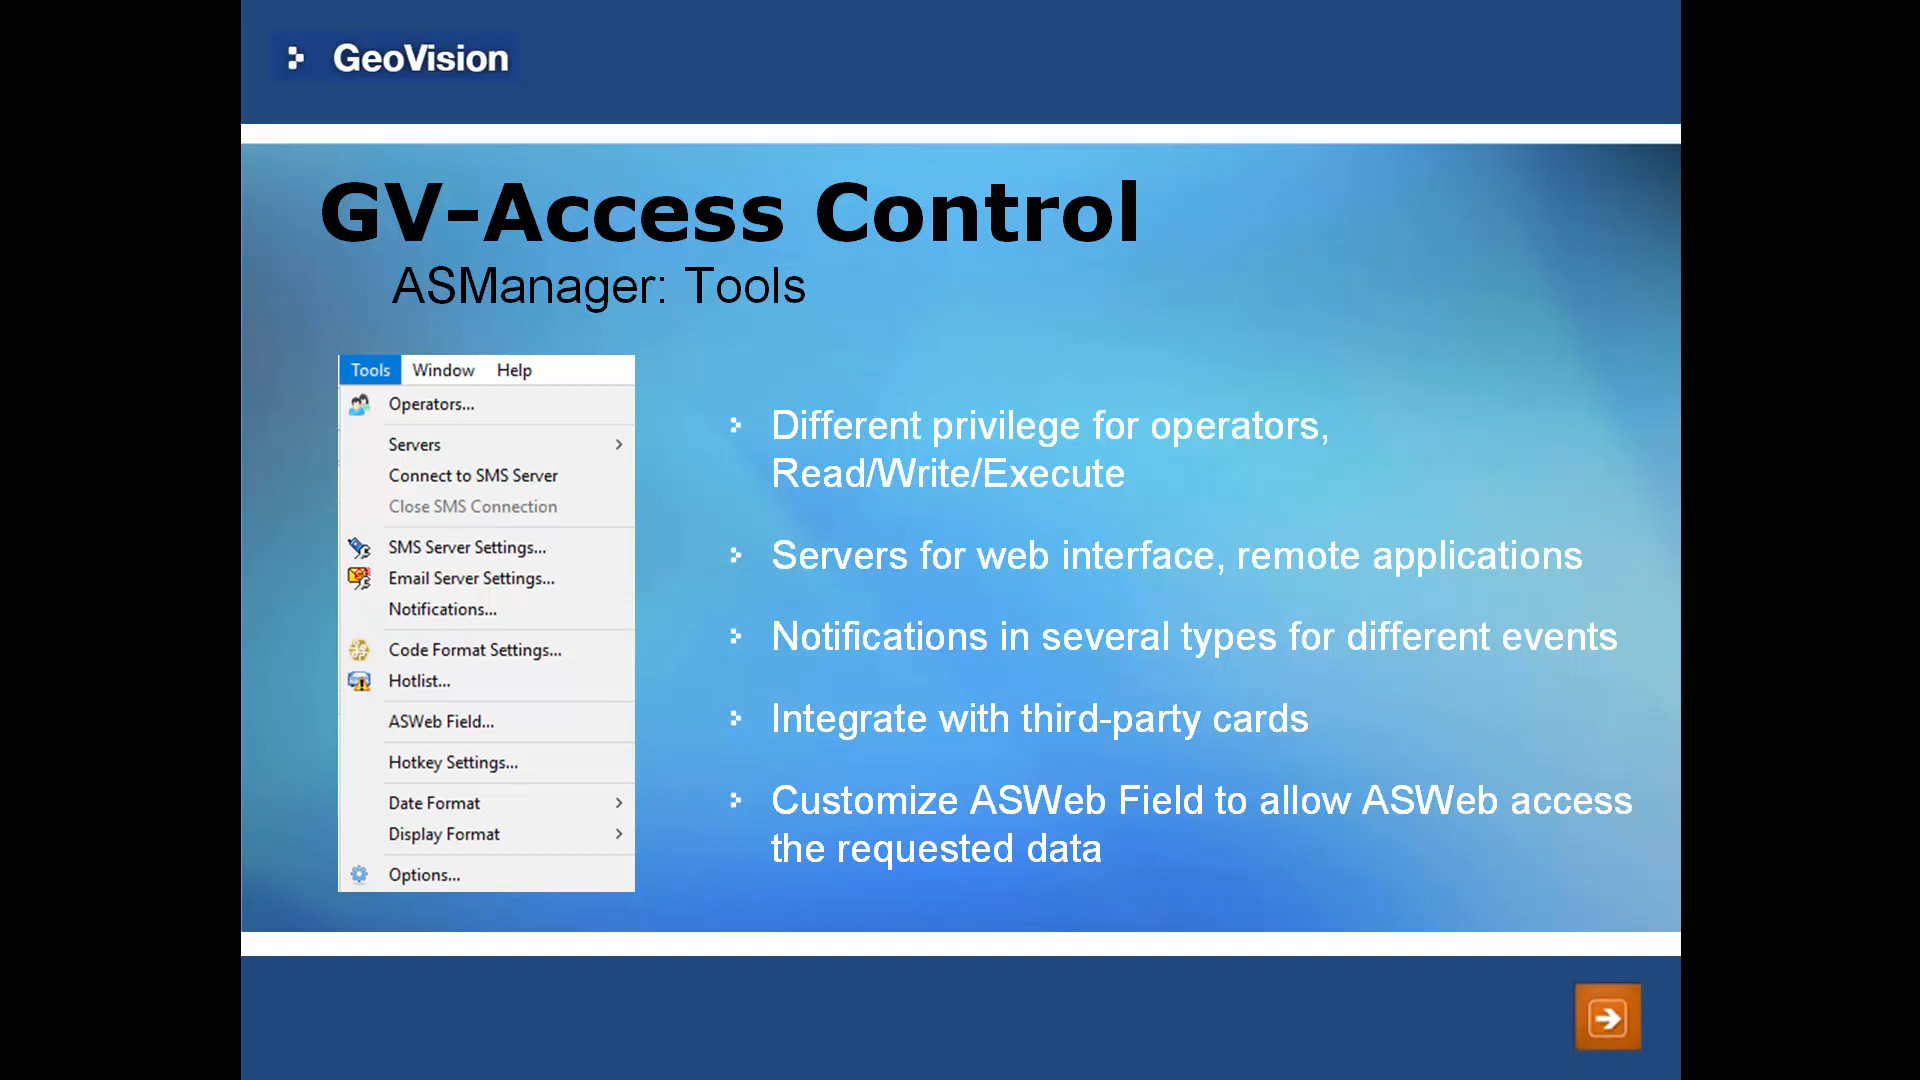 GeoVision
GV-Access Control
ASManager: Tools
Tools Window Help
Operators...
Servers
Connect to SMS Server
Close SMS Connection
SMS Server Settings...
Email Server Settings...
Notifications...
Code Format Settings...
Hotlist...
ASWeb Field...
Hotkey Settings...
Date Format
Display Format
Options...
Different privilege for operators,
Read/Write/Execute
Servers for web interface, remote applications
Notifications in several types for different events
Integrate with third-party cards
Customize ASWeb Field to allow ASWeb access
the requested data